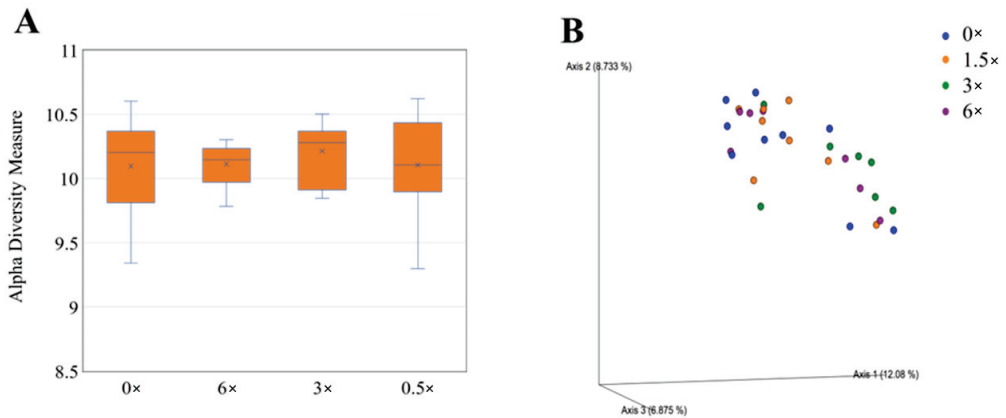 A
Alpha Diversity Measure
11
10.5
10
9.5
9
8.5
0× 6× 3× 0.5×
B
0×
1.5×
3×
6×
Axis 2 (8.733 %)
Axis 1 (12.08 %)
Axis 3 (6.875 %)